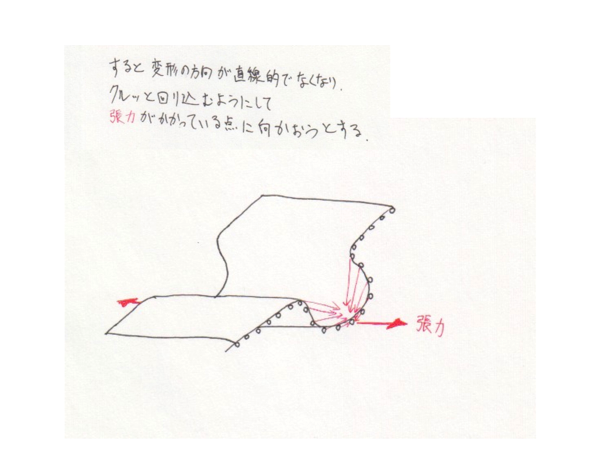 すると変形の方向が直線的でなくなり、
クルッと回り込むようにして
張力がかかっている点に向かおうとする。
張力